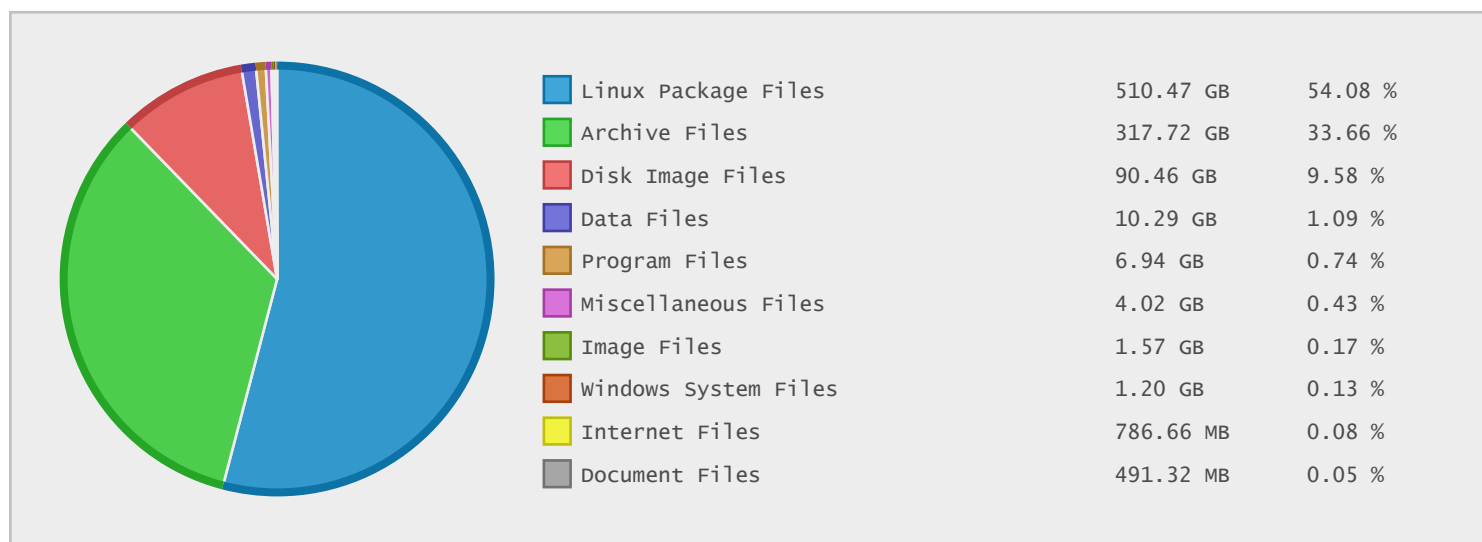 Linux Package Files 510.47 GB 54.08 %
Archive Files 317.72 GB 33.66 %
Disk Image Files 90.46 GB 9.58 %
Data Files 10.29 GB 1.09 %
Program Files 6.94 GB 0.74 %
Miscellaneous Files 4.02 GB 0.43 %
Image Files 1.57 GB 0.17 %
Windows System Files 1.20 GB 0.13 %
Internet Files 786.66 MB 0.08 %
Document Files 491.32 MB 0.05 %